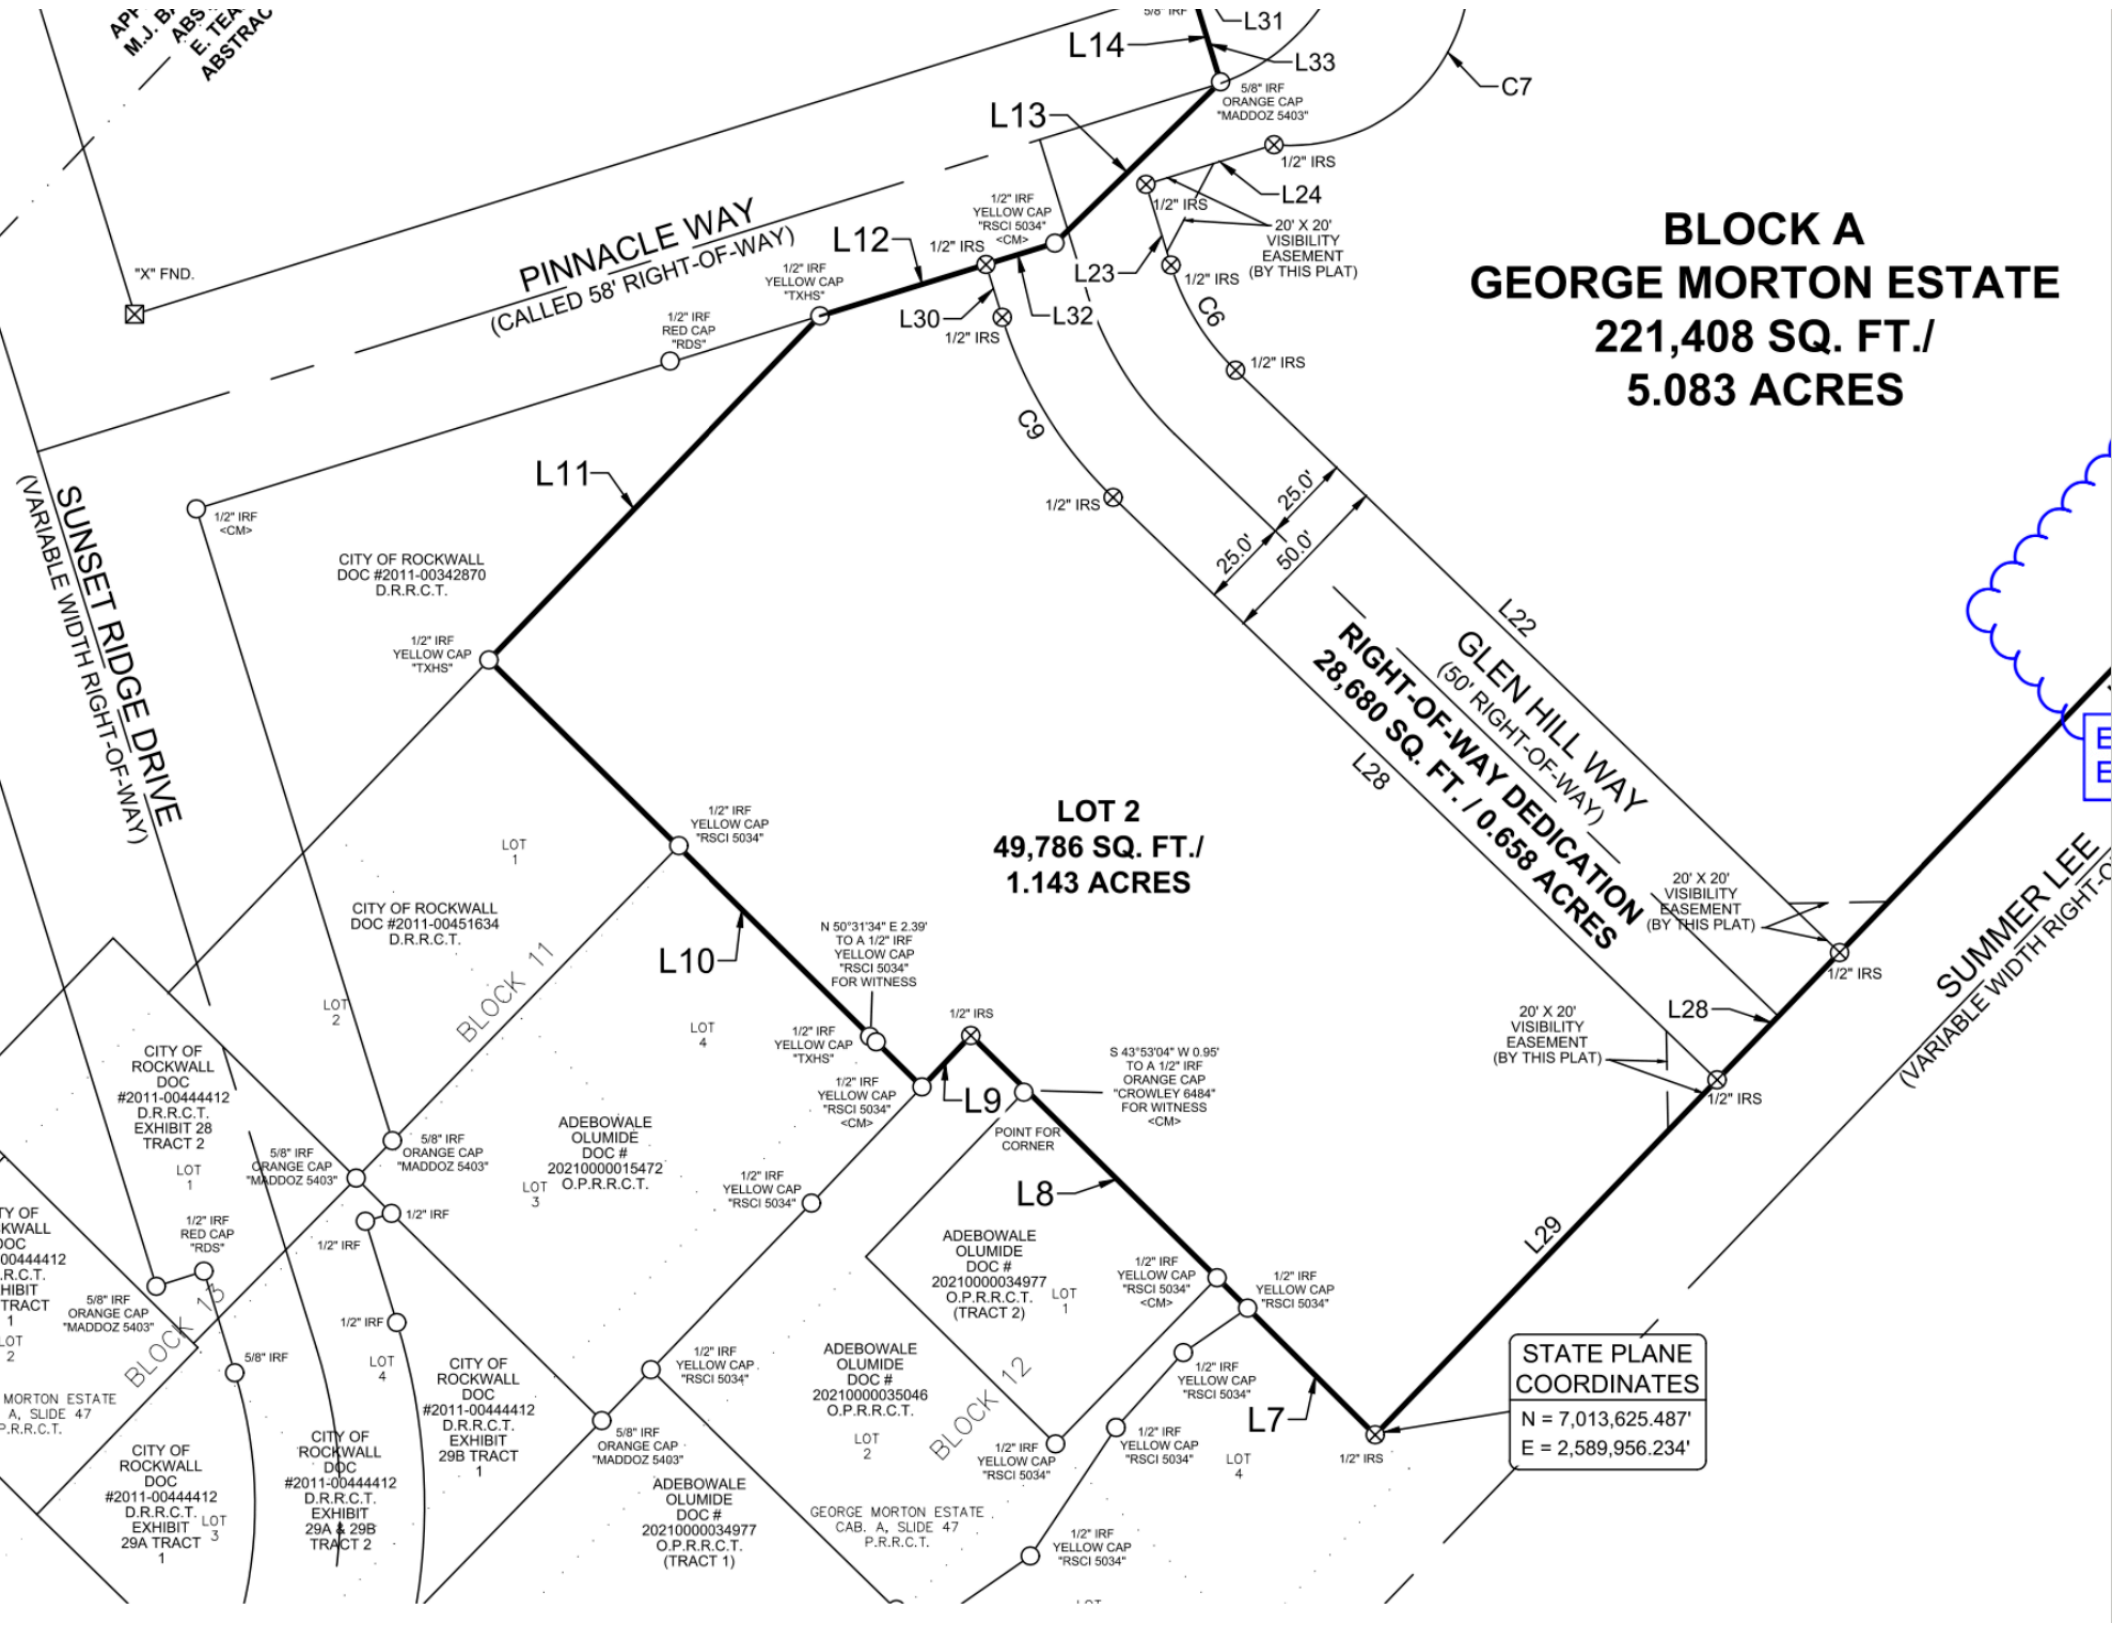 5/8" IRF
L31
L14
L33
C7
5/8" IRF
ORANGE CAP
"MADDOZ 5403"
L13
1/2" IRS
L24
1/2" IRS
20' X 20'
VISIBILITY
EASEMENT
(BY THIS PLAT)
L23
1/2" IRS
C6
1/2" IRS
BLOCK A
GEORGE MORTON ESTATE
221,408 SQ. FT./
5.083 ACRES
M.J.
E.
"X" FND.
PINNACLE WAY
(CALLED 58' RIGHT-OF-WAY)
1/2" IRF
YELLOW CAP
"RSCI 5034"
<CM>
L12
1/2" IRS
1/2" IRF
YELLOW CAP
"TXHS"
L30
L32
1/2" IRS
1/2" IRF
RED CAP
"RDS"
C9
1/2" IRS
L11
1/2" IRF
<CM>
SUNSET RIDGE DRIVE
(VARIABLE WIDTH RIGHT-OF-WAY)
CITY OF ROCKWALL
DOC #2011-00342870
D.R.R.C.T.
1/2" IRF
YELLOW CAP
"TXHS"
25.0'
25.0'
50.0'
L22
GLEN HILL WAY
(50' RIGHT-OF-WAY)
RIGHT-OF-WAY DEDICATION
28,680 SQ. FT. / 0.658 ACRES
L28
LOT 2
49,786 SQ. FT./
1.143 ACRES
1/2" IRF
YELLOW CAP
"RSCI 5034"
LOT
1
CITY OF ROCKWALL
DOC #2011-00451634
D.R.R.C.T.
BLOCK 11
LOT
2
L10
N 50°31'34" E 2.39'
TO A 1/2" IRF
YELLOW CAP
"RSCI 5034"
FOR WITNESS
LOT
4
1/2" IRF
YELLOW CAP
"TXHS"
1/2" IRS
1/2" IRF
YELLOW CAP
"RSCI 5034"
<CM>
L9
S 43°53'04" W 0.95'
TO A 1/2" IRF
ORANGE CAP
"CROWLEY 6484"
FOR WITNESS
<CM>
POINT FOR
CORNER
20' X 20'
VISIBILITY
EASEMENT
(BY THIS PLAT)
1/2" IRS
L28
20' X 20'
VISIBILITY
EASEMENT
(BY THIS PLAT)
1/2" IRS
SUMMER LEE
(VARIABLE WIDTH
E
E
CITY OF
ROCKWALL
DOC
#2011-00444412
D.R.R.C.T.
EXHIBIT 28
TRACT 2
LOT
1
5/8" IRF
ORANGE CAP
"MADDOZ 5403"
5/8" IRF
ORANGE CAP
"MADDOZ 5403"
ADEBOWALE
OLUMIDE
DOC #
20210000015472
O.P.R.R.C.T.
LOT
3
1/2" IRF
YELLOW CAP
"RSCI 5034"
L8
L29
1/2" IRF
1/2" IRF
1/2" IRF
RED CAP
"RDS"
00444412
TRACT
1
2
5/8" IRF
ORANGE CAP
"MADDOZ 5403"
BLOCK 13
1/2" IRF
5/8" IRF
LOT
4
ADEBOWALE
OLUMIDE
DOC #
20210000034977
O.P.R.R.C.T.
(TRACT 2)
LOT
1
1/2" IRF
YELLOW CAP
"RSCI 5034"
<CM>
1/2" IRF
YELLOW CAP
"RSCI 5034"
STATE PLANE
COORDINATES
N = 7,013,625.487'
E = 2,589,956.234'
1/2" IRS
L7
1/2" IRF
YELLOW CAP
"RSCI 5034"
1/2" IRF
YELLOW CAP
"RSCI 5034"
ADEBOWALE
OLUMIDE
DOC #
20210000035046
O.P.R.R.C.T.
LOT
2
BLOCK 12
1/2" IRF
YELLOW CAP
"RSCI 5034"
1/2" IRF
YELLOW CAP
"RSCI 5034"
LOT
4
CITY OF
ROCKWALL
DOC
#2011-00444412
D.R.R.C.T.
EXHIBIT
29B TRACT
1
5/8" IRF
ORANGE CAP
"MADDOZ 5403"
MORTON ESTATE
A, SLIDE 47
P.R.R.C.T.
CITY OF
ROCKWALL
DOC
#2011-00444412
D.R.R.C.T.
EXHIBIT
29A TRACT
1
LOT
3
CITY OF
ROCKWALL
DOC
#2011-00444412
D.R.R.C.T.
EXHIBIT
29A & 29B
TRACT 2
ADEBOWALE
OLUMIDE
DOC #
20210000034977
O.P.R.R.C.T.
(TRACT 1)
GEORGE MORTON ESTATE
CAB. A, SLIDE 47
P.R.R.C.T.
1/2" IRF
YELLOW CAP
"RSCI 5034"